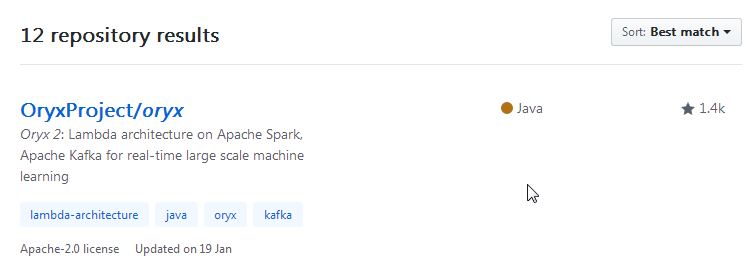 12 repository results
Sort: Best match
OryxProject/oryx
Java
1.4k
Oryx 2: Lambda architecture on Apache Spark,
Apache Kafka for real-time large scale machine
learning
lambda-architecture java oryx kafka
Apache-2.0 license Updated on 19 Jan